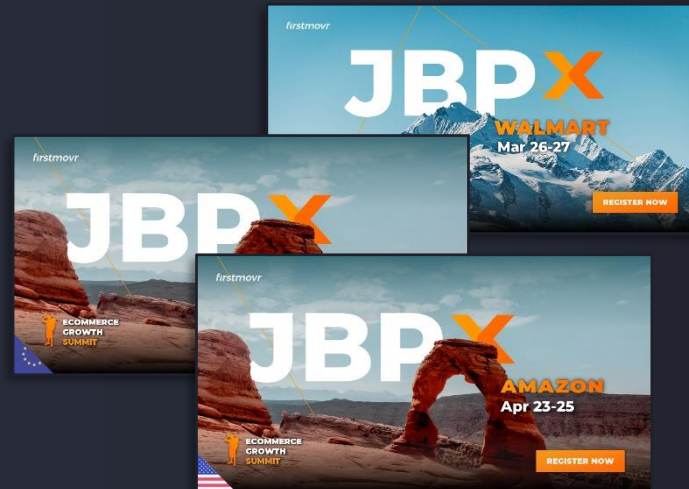 firstmovr
JBPX
WALMART
Mar 26-27
REGISTER NOW
firstmovr
JBPX
ECOMMERCE
GROWTH
SUMMIT
firstmovr
JBPX
AMAZON
Apr 23-25
ECOMMERCE
GROWTH
SUMMIT
REGISTER NOW